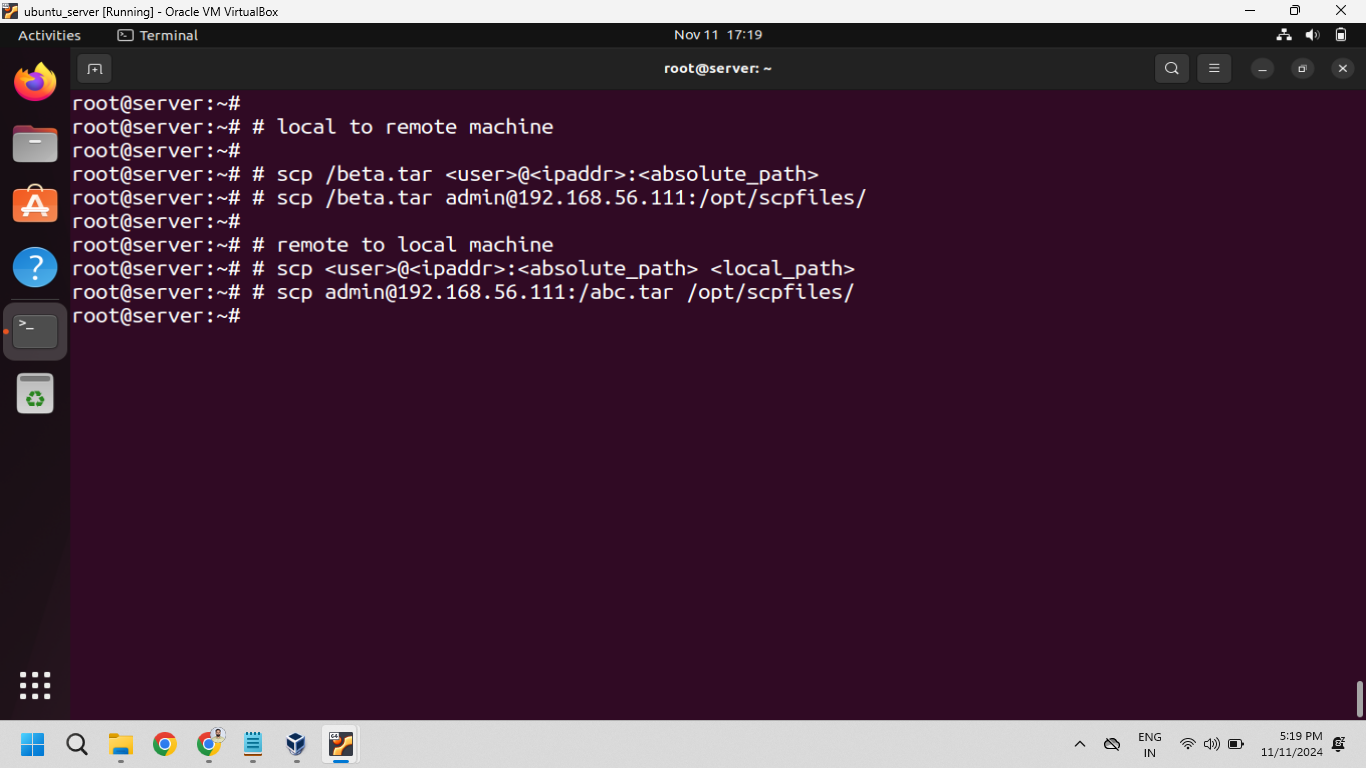 ubuntu_server [Running] - Oracle VM VirtualBox
Activities
Terminal
Nov 11 17:19
root@server: ~
root@server:~#
root@server:~# # local to remote machine
root@server:~#
root@server:~# # scp /beta.tar <user>@<ipaddr>:<absolute_path>
root@server:~# # scp /beta.tar admin@192.168.56.111:/opt/scpfiles/
root@server:~#
root@server:~# # remote to local machine
root@server:~# # scp <user>@<ipaddr>:<absolute_path> <local_path>
root@server:~# # scp admin@192.168.56.111:/abc.tar /opt/scpfiles/
root@server:~#
ENG
IN
5:19 PM
11/11/2024